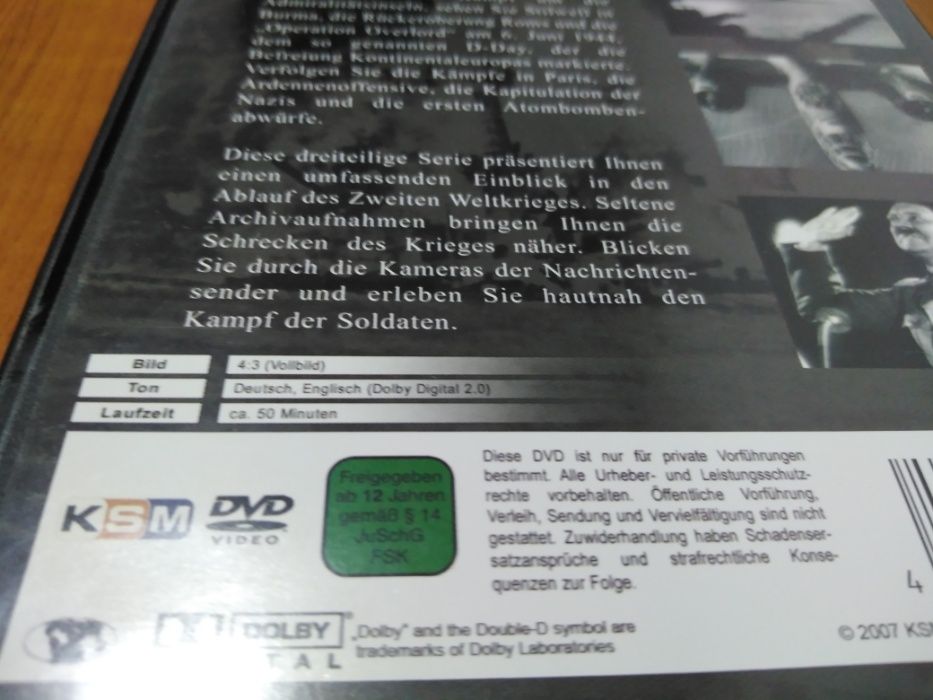 Admiralitätsinseln, sehen Sie Stilwell in
Burma, die Rückeroberung Roms und die
„Operation Overlord" am 6. Juni 1944,
dem so genannten D-Day, der die
Befreiung Kontinentaleuropas markierte.
Verfolgen Sie die Kämpfe in Paris, die
Ardennenoffensive, die Kapitulation der
Nazis und die ersten Atombomben-
abwürfe.
Diese dreiteilige Serie präsentiert Ihnen
einen umfassenden Einblick in den
Ablauf des Zweiten Weltkrieges. Seltene
Archivaufnahmen bringen Ihnen die
Schrecken des Krieges näher. Blicken
Sie durch die Kameras der Nachrichten-
sender und erleben Sie hautnah den
Kampf der Soldaten.
Bild 4:3 (Vollbild)
Ton Deutsch, Englisch (Dolby Digital 2.0)
Laufzeit ca. 50 Minuten
KSM
DVD
VIDEO
Freigegeben
ab 12 Jahren
gemäß § 14
JuSchG
FSK
Diese DVD ist nur für private Vorführungen
bestimmt. Alle Urheber- und Leistungsschutz-
rechte vorbehalten. Öffentliche Vorführung,
Verleih, Sendung und Vervielfältigung sind nicht
gestattet. Zuwiderhandlung haben Schadenser-
satzansprüche und strafrechtliche Konse-
quenzen zur Folge.
4
DOLBY
TAL
„Dolby" and the Double-D symbol are
trademarks of Dolby Laboratories
© 2007 KSM